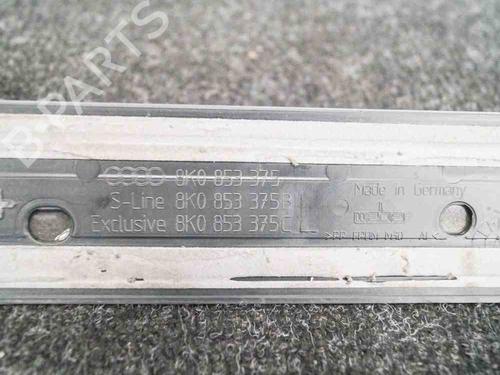 B-PARTS
8K0 853 375
S-Line 8K0 853 375B
Exclusive 8K0 853 375C L
Made in Germany